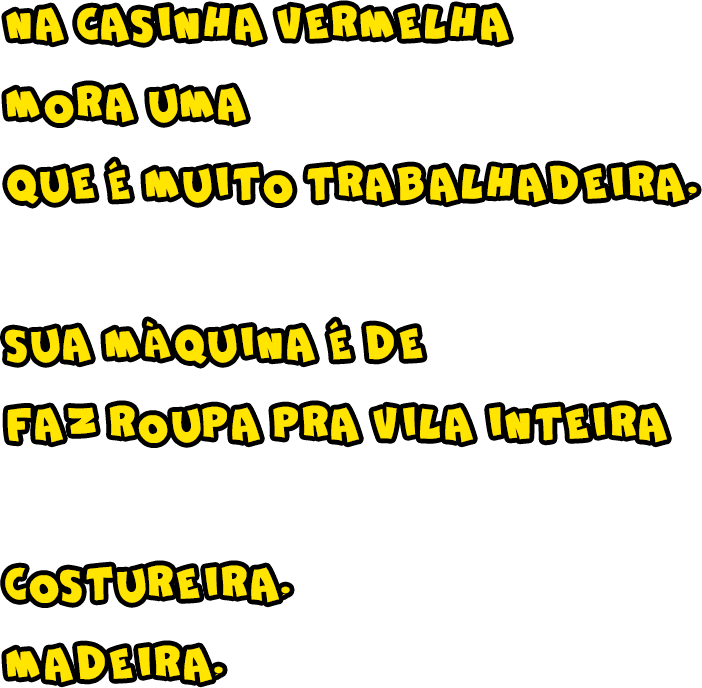 NA CASINHA VERMELHA
MORA UMA
QUE É MUITO TRABALHADEIRA.
SUA MÀQUINA É DE
FAZ ROUPA PRA VILA INTEIRA
COSTUREIRA.
MADEIRA.